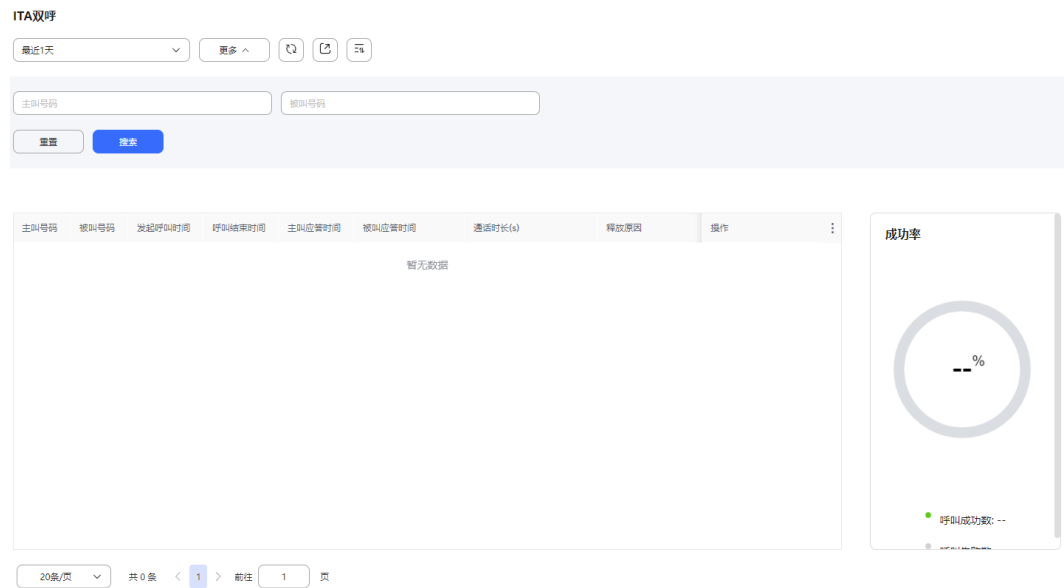 ITA双呼
最近1天 更多
主叫号码 被叫号码
重置 搜索
主叫号码 被叫号码 发起呼叫时间 呼叫结束时间 主叫应答时间 被叫应答时间 通话时长(s) 释放原因 操作
暂无数据
成功率
--%
呼叫成功数: --
20条/页 共 0 条 1 前往 1 页